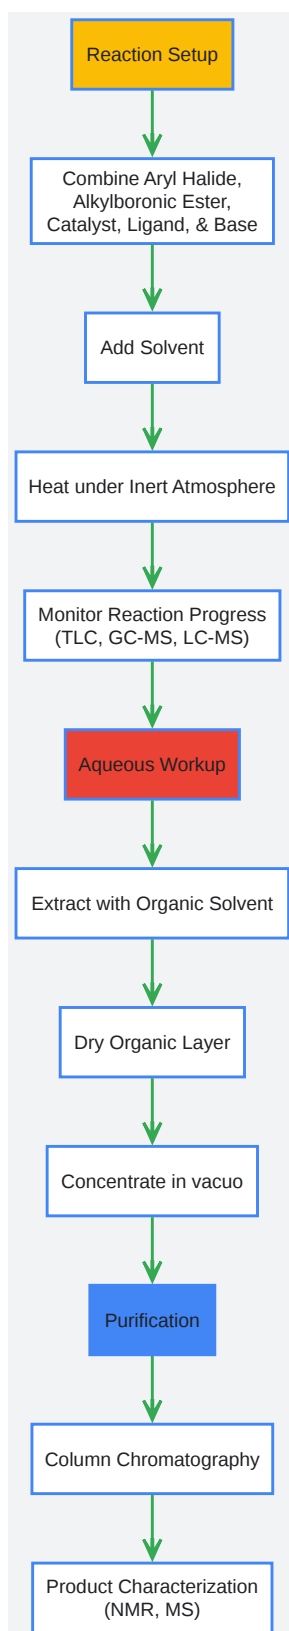 Reaction Setup
Combine Aryl Halide,
Alkylboronic Ester,
Catalyst, Ligand, & Base
Add Solvent
Heat under Inert Atmosphere
Monitor Reaction Progress
(TLC, GC-MS, LC-MS)
Aqueous Workup
Extract with Organic Solvent
Dry Organic Layer
Concentrate in vacuo
Purification
Column Chromatography
Product Characterization
(NMR, MS)